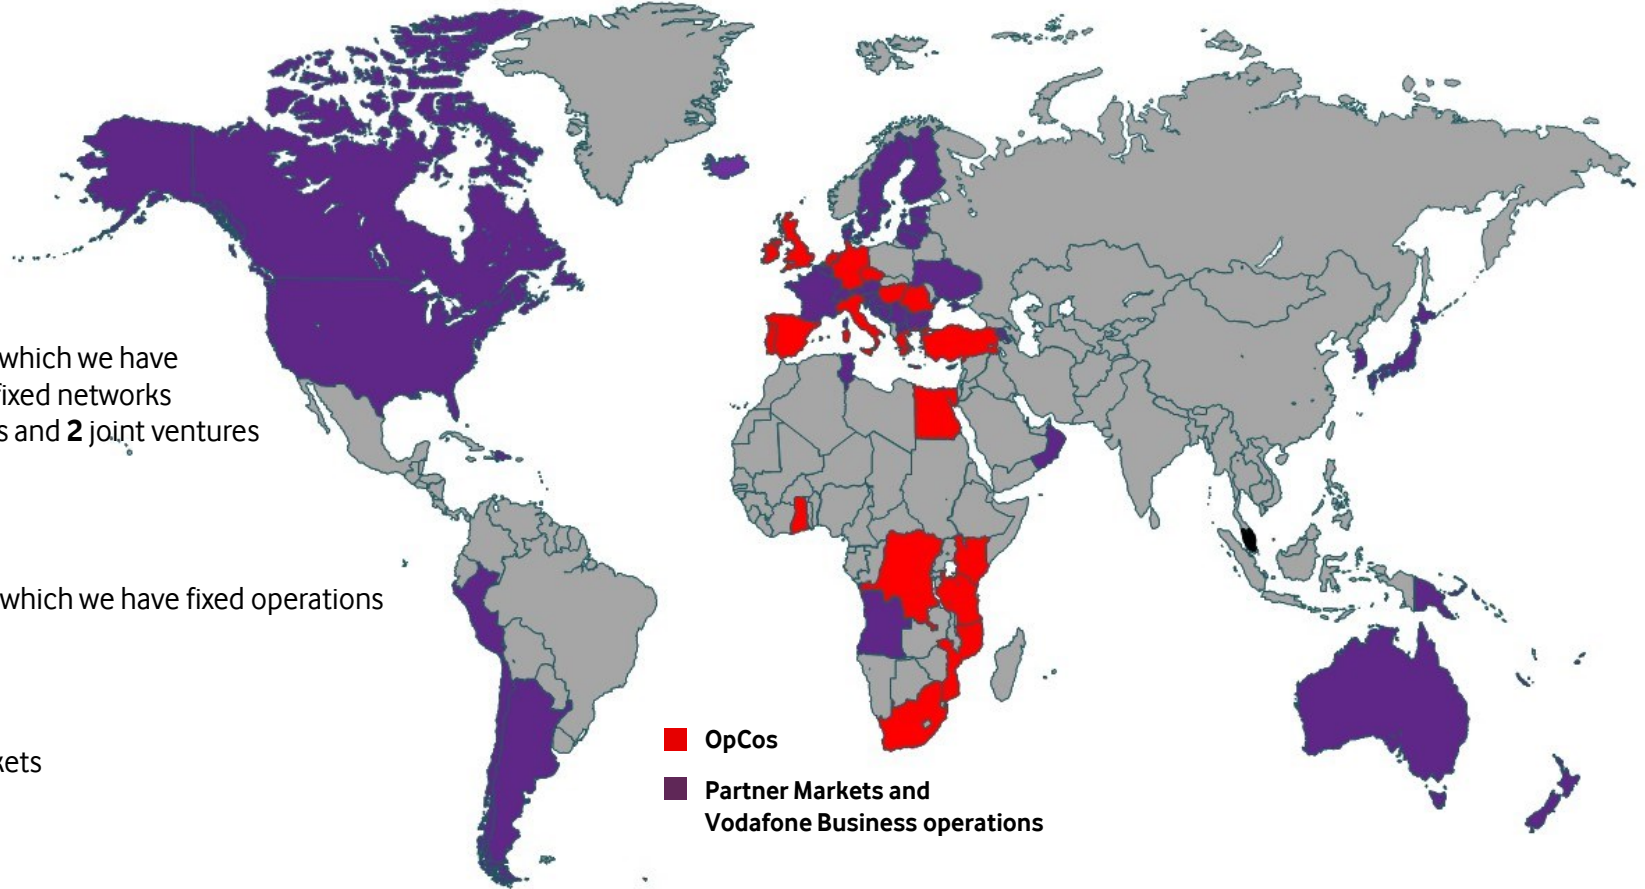 which we have
fixed networks
s and 2 joint ventures
which we have fixed operations
kets
OpCos
Partner Markets and
Vodafone Business operations